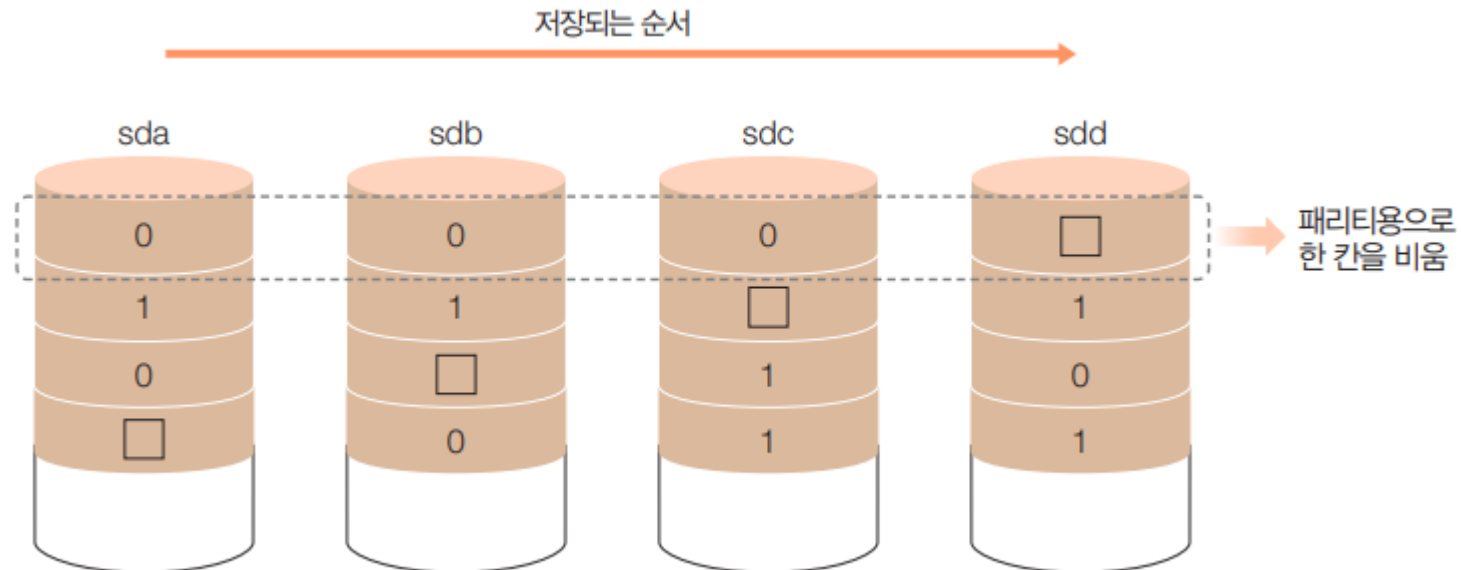 저장되는 순서
sda sdb sdc sdd
0 0 0 □
1 1 □ 1
0 □ 1 0
□ 0 1 1
패리티용으로
한 칸을 비움